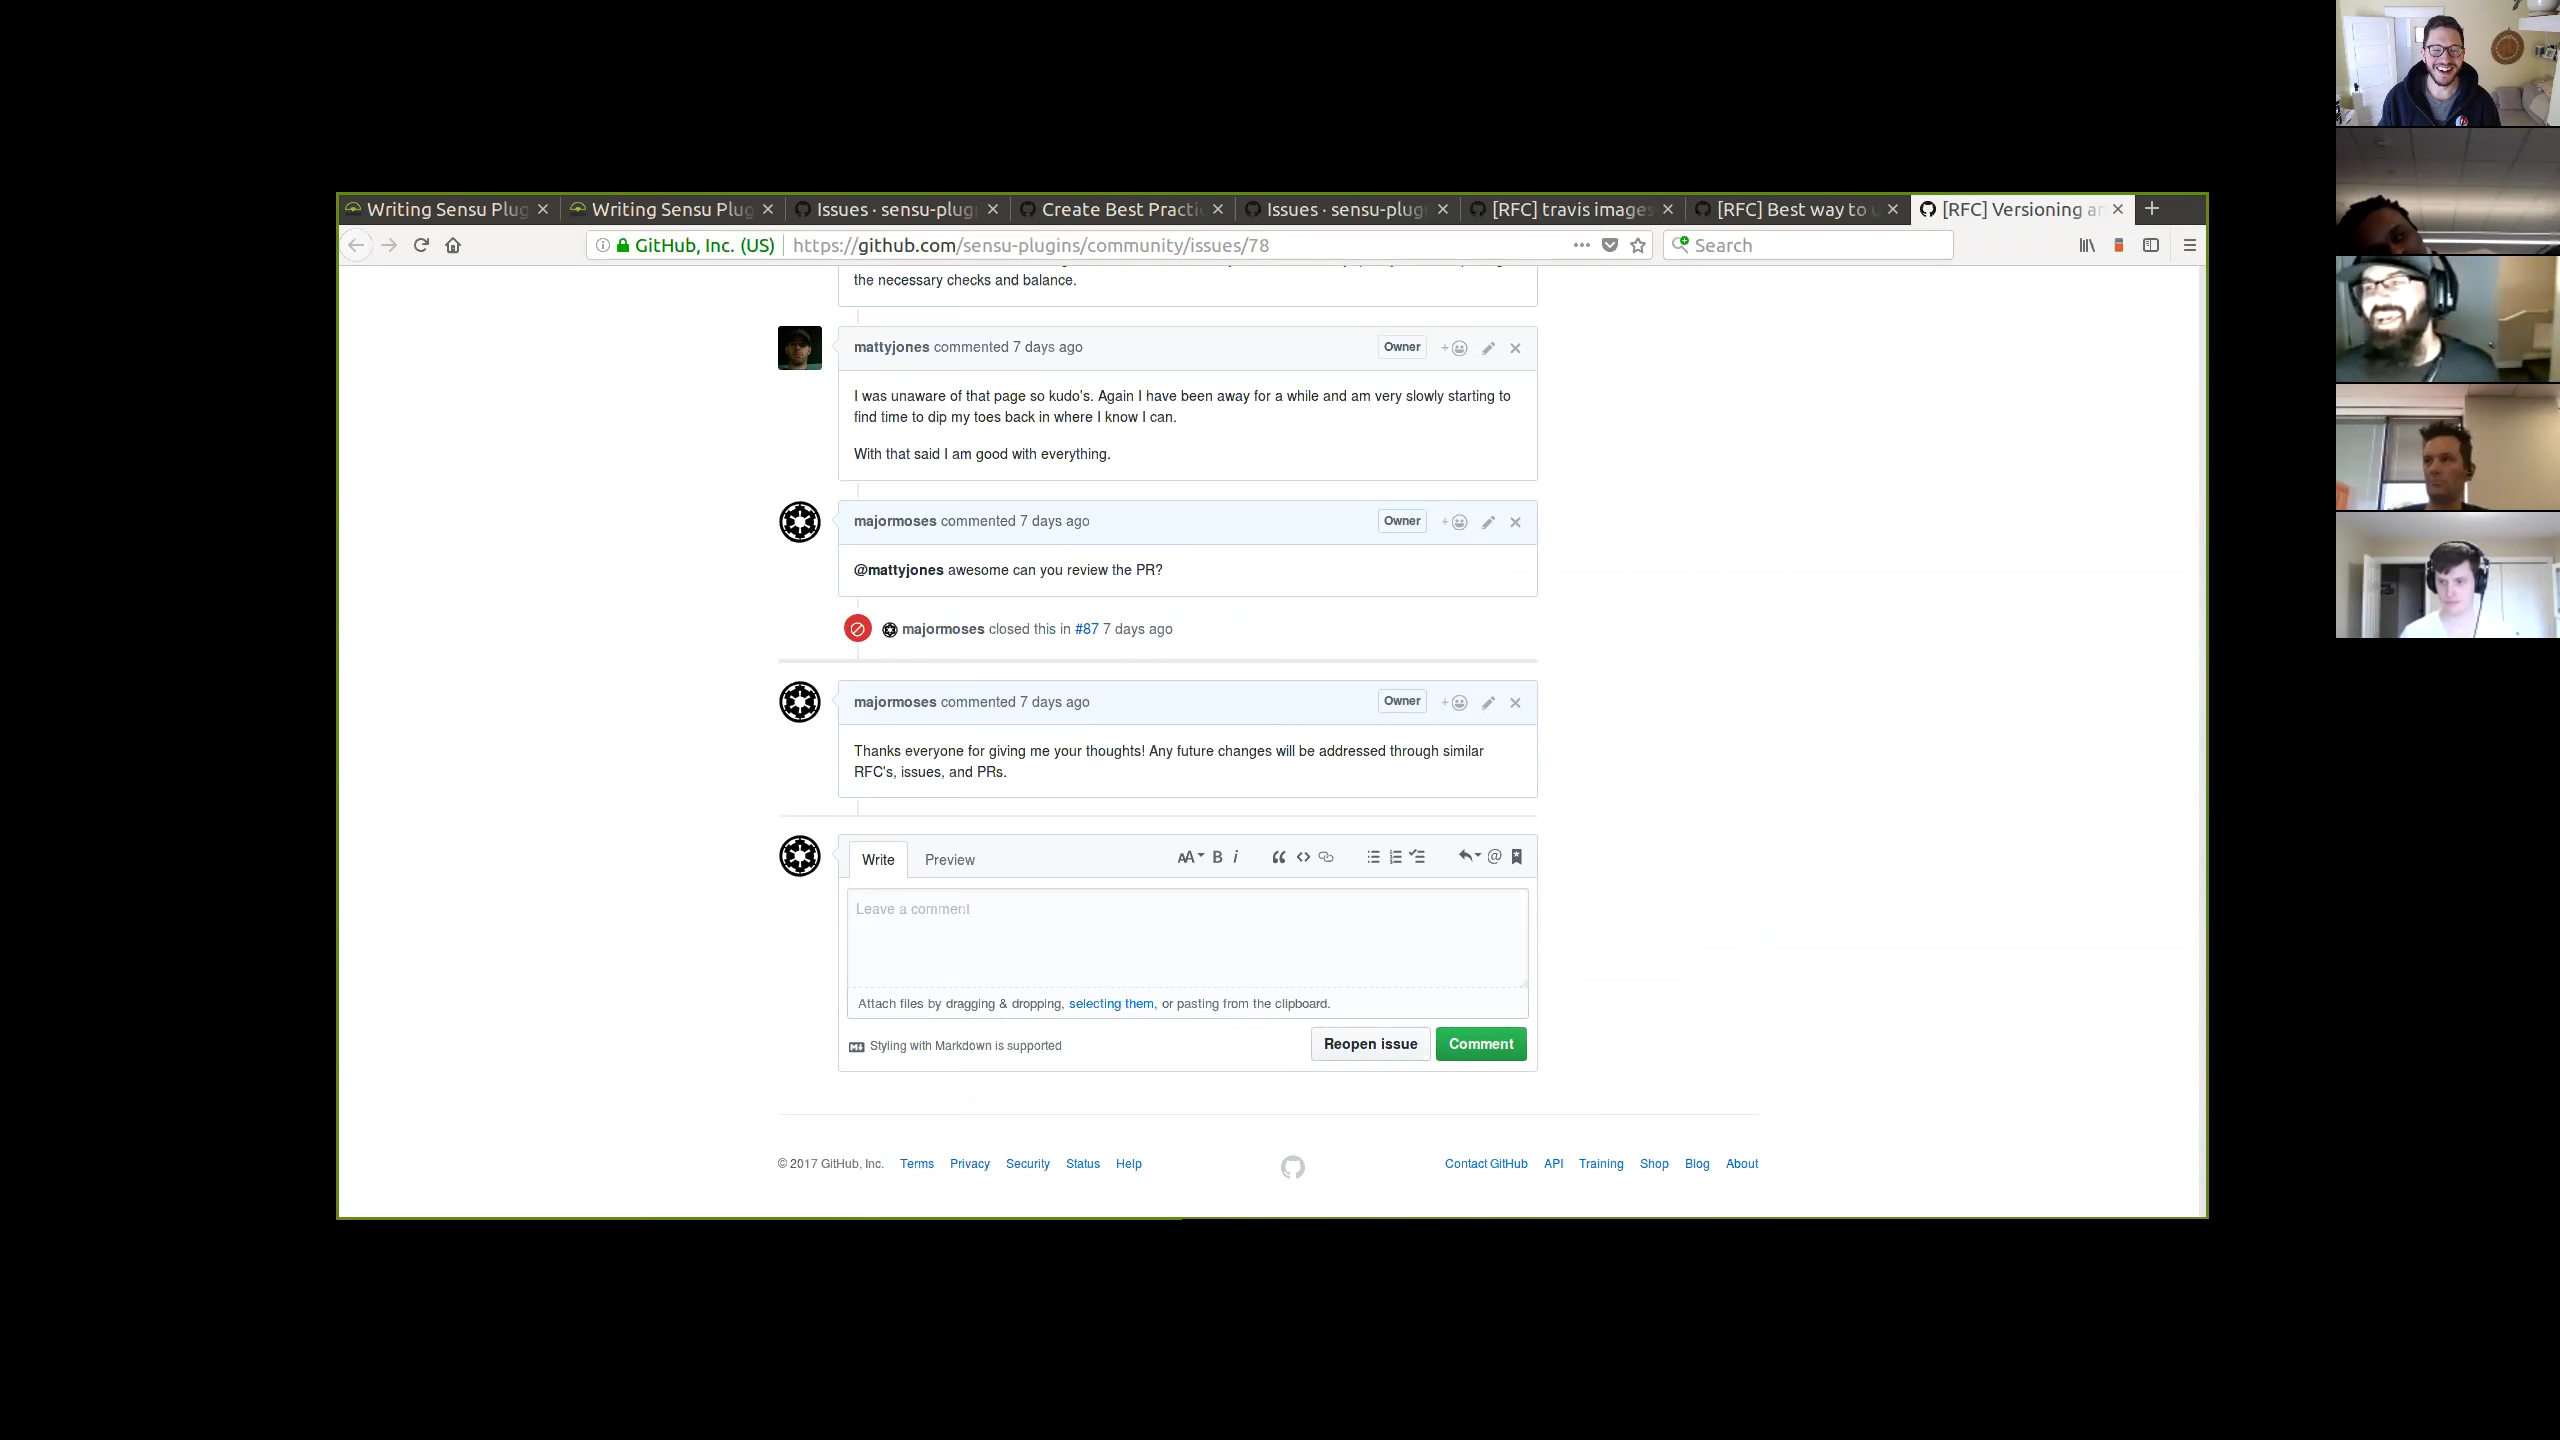 Writing Sensu Plug
Writing Sensu Plug
Issues · sensu-plug
Create Best Practi
Issues · sensu-plug
[RFC] travis images
[RFC] Best way to u
[RFC] Versioning a
GitHub, Inc. (US)
https://github.com/sensu-plugins/community/issues/78
Search
the necessary checks and balance.
mattyjones commented 7 days ago
Owner
I was unaware of that page so kudo's. Again I have been away for a while and am very slowly starting to
find time to dip my toes back in where I know I can.
With that said I am good with everything.
majormoses commented 7 days ago
Owner
@mattyjones awesome can you review the PR?
majormoses closed this in #87 7 days ago
majormoses commented 7 days ago
Owner
Thanks everyone for giving me your thoughts! Any future changes will be addressed through similar
RFC's, issues, and PRs.
Write
Preview
Leave a comment
Attach files by dragging & dropping, selecting them, or pasting from the clipboard.
Styling with Markdown is supported
Reopen issue
Comment
© 2017 GitHub, Inc. Terms Privacy Security Status Help
Contact GitHub API Training Shop Blog About